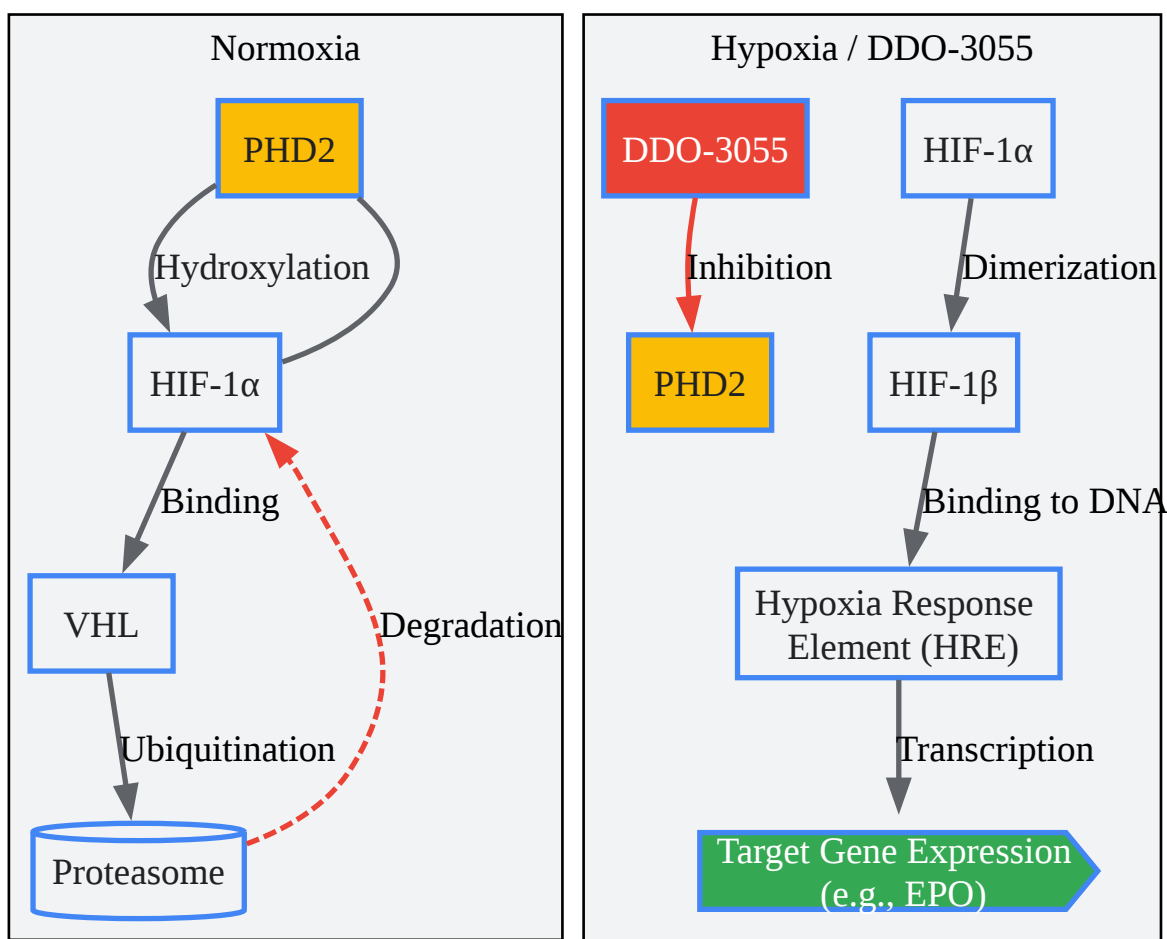 Normoxia
PHD2
Hydroxylation
HIF-1α
Binding
VHL
Degradation
Ubiquitination
Proteasome
Hypoxia / DDO-3055
DDO-3055
HIF-1α
Inhibition
Dimerization
PHD2
HIF-1β
Binding to DNA
Hypoxia Response
Element (HRE)
Transcription
Target Gene Expression
(e.g., EPO)